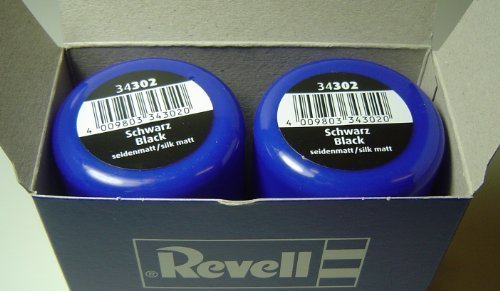 34302
4 009803 343020
Schwarz
Black
seidenmatt/silk matt
34302
4 009803 343020
Schwarz
Black
seidenmatt/silk matt
®Revell